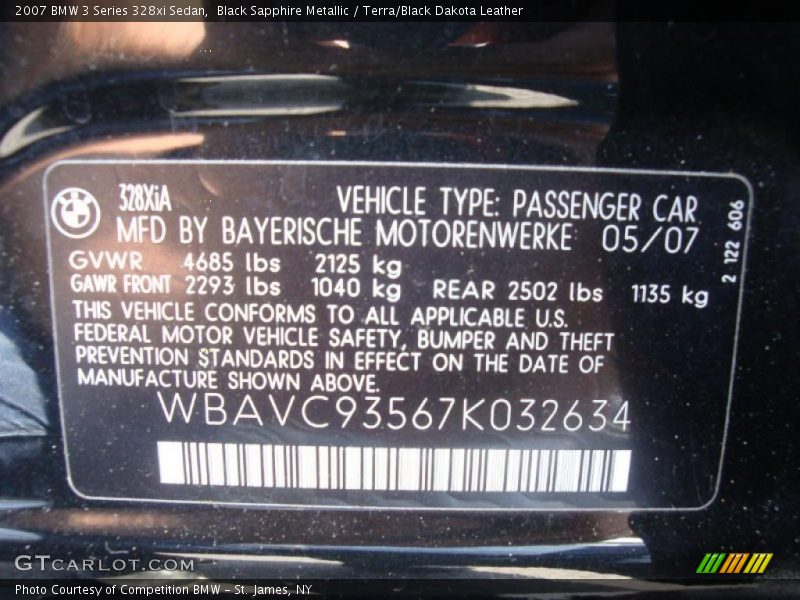 2007 BMW 3 Series 328xi Sedan, Black Sapphire Metallic / Terra/Black Dakota Leather
328XiA VEHICLE TYPE: PASSENGER CAR
MFD BY BAYERISCHE MOTORENWERKE 05/07
GVWR 4685 lbs 2125 kg
GAWR FRONT 2293 lbs 1040 kg REAR 2502 lbs 1135 kg
THIS VEHICLE CONFORMS TO ALL APPLICABLE U.S.
FEDERAL MOTOR VEHICLE SAFETY, BUMPER AND THEFT
PREVENTION STANDARDS IN EFFECT ON THE DATE OF
MANUFACTURE SHOWN ABOVE.
WBAVC93567K032634
2 122 606
GTCARLOT.COM
Photo Courtesy of Competition BMW - St. James, NY